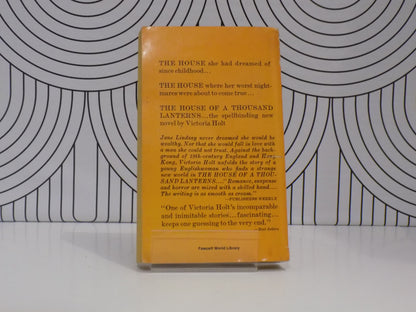 THE HOUSE she had dreamed of
since childhood...
THE HOUSE where her worst night-
mares were about to come true...
THE HOUSE OF A THOUSAND
LANTERNS...the spellbinding new
novel by Victoria Holt
Jane Lindsay never dreamed she would be
wealthy. Nor that she would fall in love with
a man she could not trust. Against the back-
ground of 19th-century England and Hong
Kong, Victoria Holt unfolds the story of a
young Englishwoman who finds a strange
new world in THE HOUSE OF A THOU-
SAND LANTERNS..." Romance, suspense
and horror are mixed with a skilled hand...
The writing is as smooth as cream."
—PUBLISHERS WEEKLY
"One of Victoria Holt's incomparable
and inimitable stories...fascinating...
keeps one guessing to the very end."
—Best Sellers
Fawcett World Library